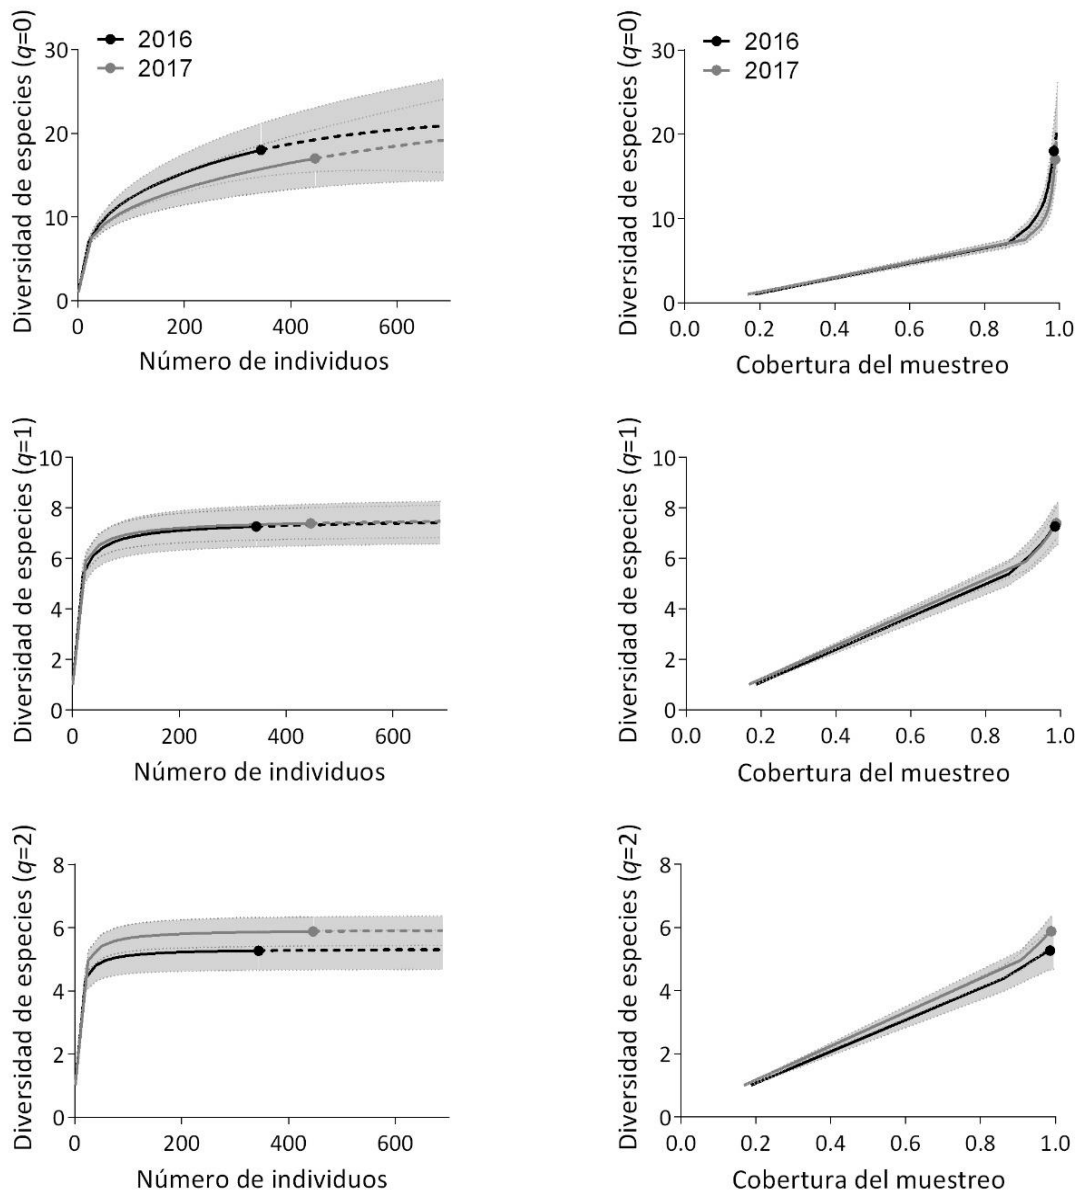 Diversidad de especies (q=0)
30
20
10
0
2016
2017
0 200 400 600
Número de individuos
Diversidad de especies (q=0)
30
20
10
0
2016
2017
0.0 0.2 0.4 0.6 0.8 1.0
Cobertura del muestreo
Diversidad de especies (q=1)
10
8
6
4
2
0
0 200 400 600
Número de individuos
Diversidad de especies (q=1)
10
8
6
4
2
0
0.0 0.2 0.4 0.6 0.8 1.0
Cobertura del muestreo
Diversidad de especies (q=2)
8
6
4
2
0
0 200 400 600
Número de individuos
Diversidad de especies (q=2)
8
6
4
2
0
0.0 0.2 0.4 0.6 0.8 1.0
Cobertura del muestreo